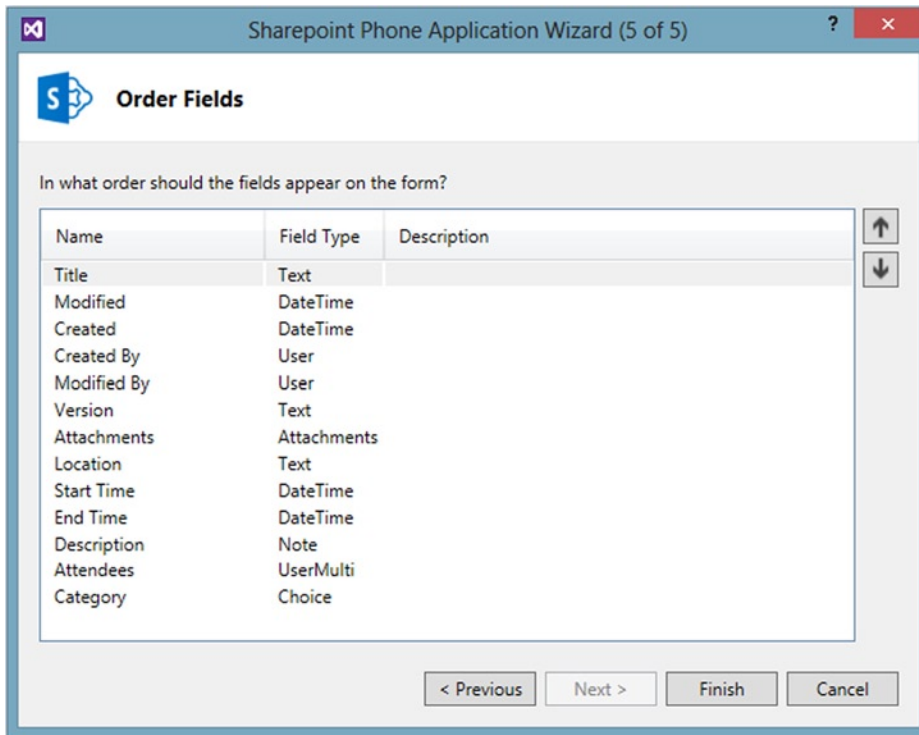 Sharepoint Phone Application Wizard (5 of 5)
?
S
Order Fields
In what order should the fields appear on the form?
Name Field Type Description
Title Text
Modified DateTime
Created DateTime
Created By User
Modified By User
Version Text
Attachments Attachments
Location Text
Start Time DateTime
End Time DateTime
Description Note
Attendees UserMulti
Category Choice
< Previous Next > Finish Cancel